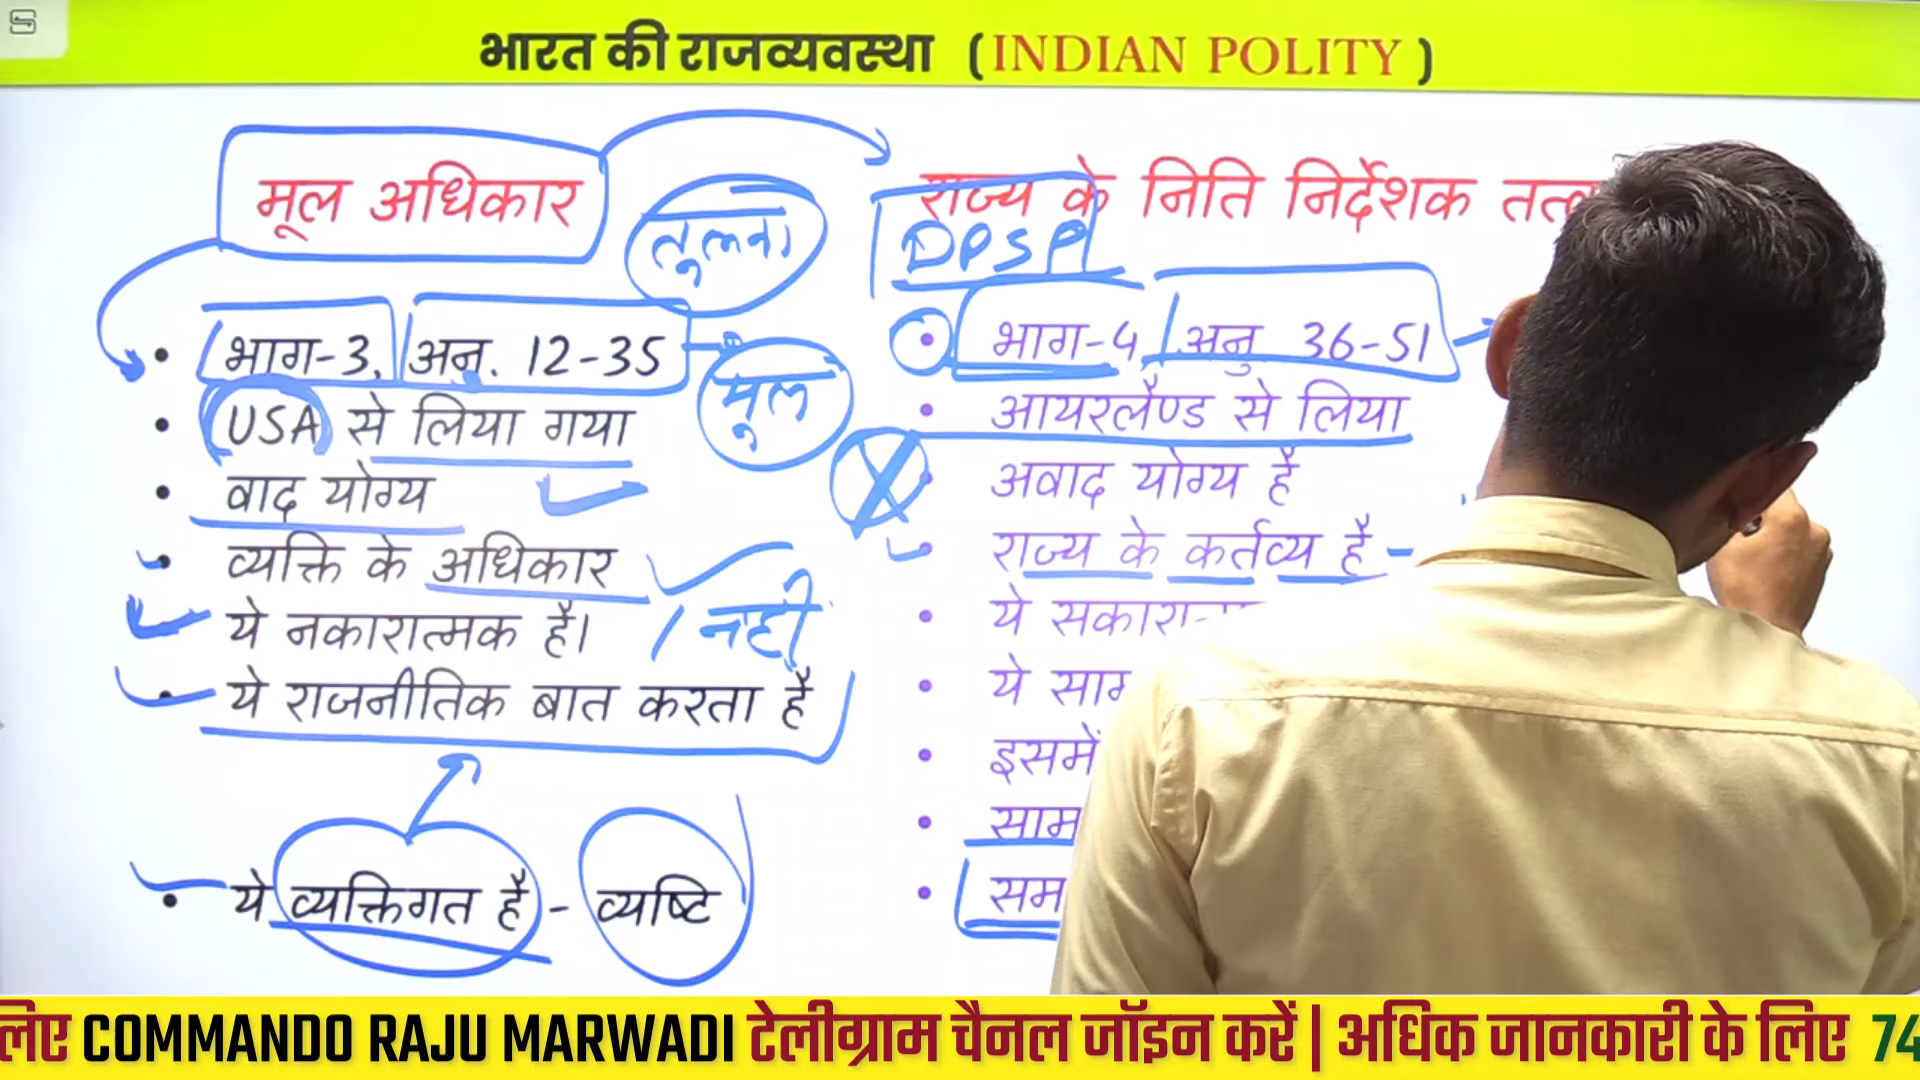 भारत की राजव्यवस्था (INDIAN POLITY)
मूल अधिकार
तुलना
• भाग-3, अनु. 12-35
मूल
• USA से लिया गया
• वाद योग्य
• व्यक्ति के अधिकार
• ये नकारात्मक है। / नही
• ये राजनीतिक बात करता है
• ये व्यक्तिगत है - व्यष्टि
राज्य के निति निर्देशक
DPSP
• भाग-4 अनु 36-51
• आयरलैण्ड से लिया
• अवाद योग्य है
• राज्य के कर्तव्य है -
• ये
• ये
• इसमें
लिए COMMANDO RAJU MARWADI टेलीग्राम चैनल जॉइन करें | अधिक जानकारी के लिए 74